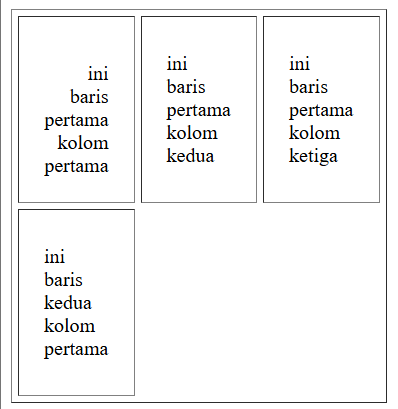 ini
baris
pertama
kolom
pertama
ini
baris
pertama
kolom
kedua
ini
baris
pertama
kolom
ketiga
ini
baris
kedua
kolom
pertama